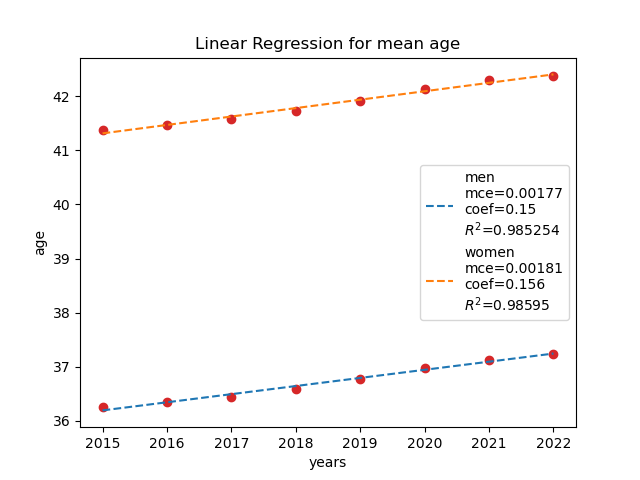 Linear Regression for mean age
42
41
40
39
38
37
36
age
men
mce=0.00177
coef=0.15
R²=0.985254
women
mce=0.00181
coef=0.156
R²=0.98595
2015 2016 2017 2018 2019 2020 2021 2022
years